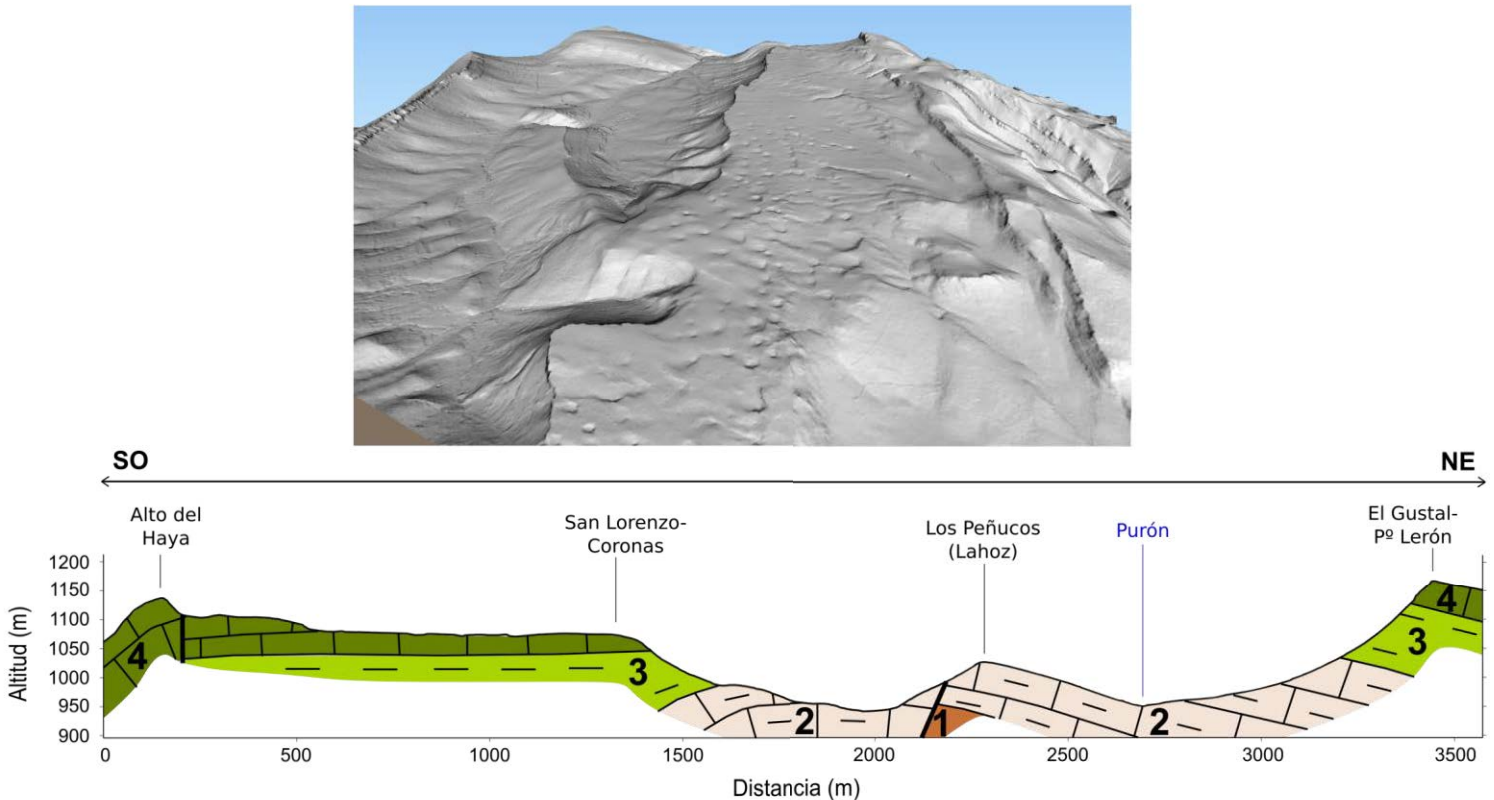 SO
NE
Alto del
Haya
San Lorenzo-
Coronas
Los Peñucos
(Lahoz)
Purón
El Gustal-
Pº Lerón
1200
1150
1100
1050
1000
950
900
Altitud (m)
4
3
2
1
2
3
4
0
500
1000
1500
2000
2500
3000
3500
Distancia (m)